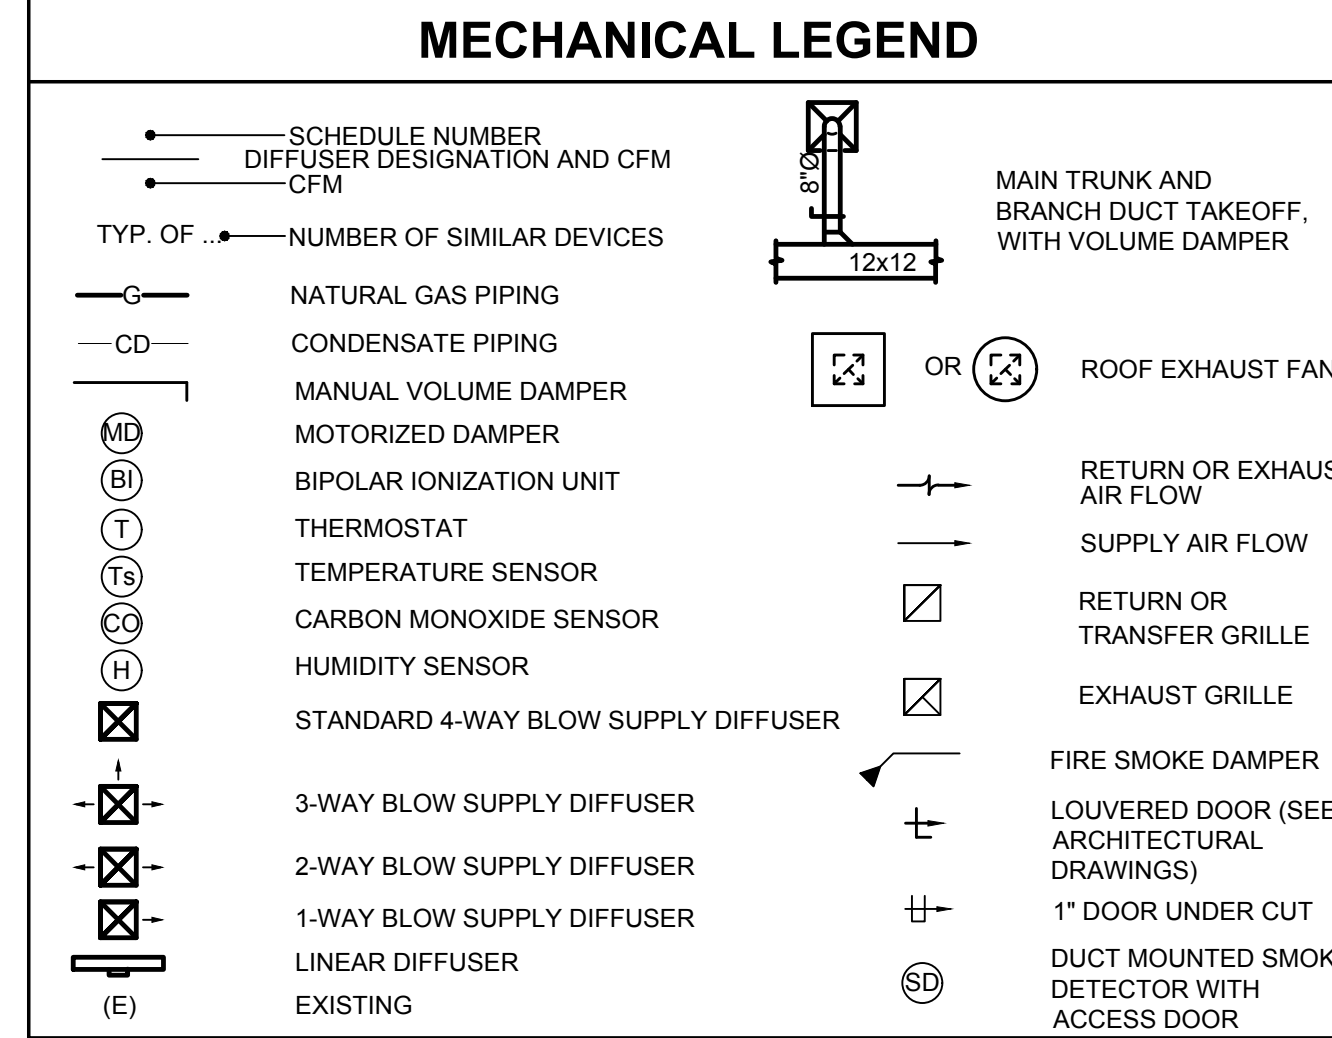 MECHANICAL LEGEND
SCHEDULE NUMBER
DIFFUSER DESIGNATION AND CFM
CFM
TYP. OF ... NUMBER OF SIMILAR DEVICES
G NATURAL GAS PIPING
CD CONDENSATE PIPING
MANUAL VOLUME DAMPER
MD MOTORIZED DAMPER
BI BIPOLAR IONIZATION UNIT
T THERMOSTAT
Ts TEMPERATURE SENSOR
CO CARBON MONOXIDE SENSOR
H HUMIDITY SENSOR
STANDARD 4-WAY BLOW SUPPLY DIFFUSER
3-WAY BLOW SUPPLY DIFFUSER
2-WAY BLOW SUPPLY DIFFUSER
1-WAY BLOW SUPPLY DIFFUSER
LINEAR DIFFUSER
(E) EXISTING
8"Ø
12x12
MAIN TRUNK AND
BRANCH DUCT TAKEOFF,
WITH VOLUME DAMPER
OR ROOF EXHAUST FAN
RETURN OR EXHAUS
AIR FLOW
SUPPLY AIR FLOW
RETURN OR
TRANSFER GRILLE
EXHAUST GRILLE
FIRE SMOKE DAMPER
LOUVERED DOOR (SEE
ARCHITECTURAL
DRAWINGS)
1" DOOR UNDER CUT
SD DUCT MOUNTED SMOK
DETECTOR WITH
ACCESS DOOR